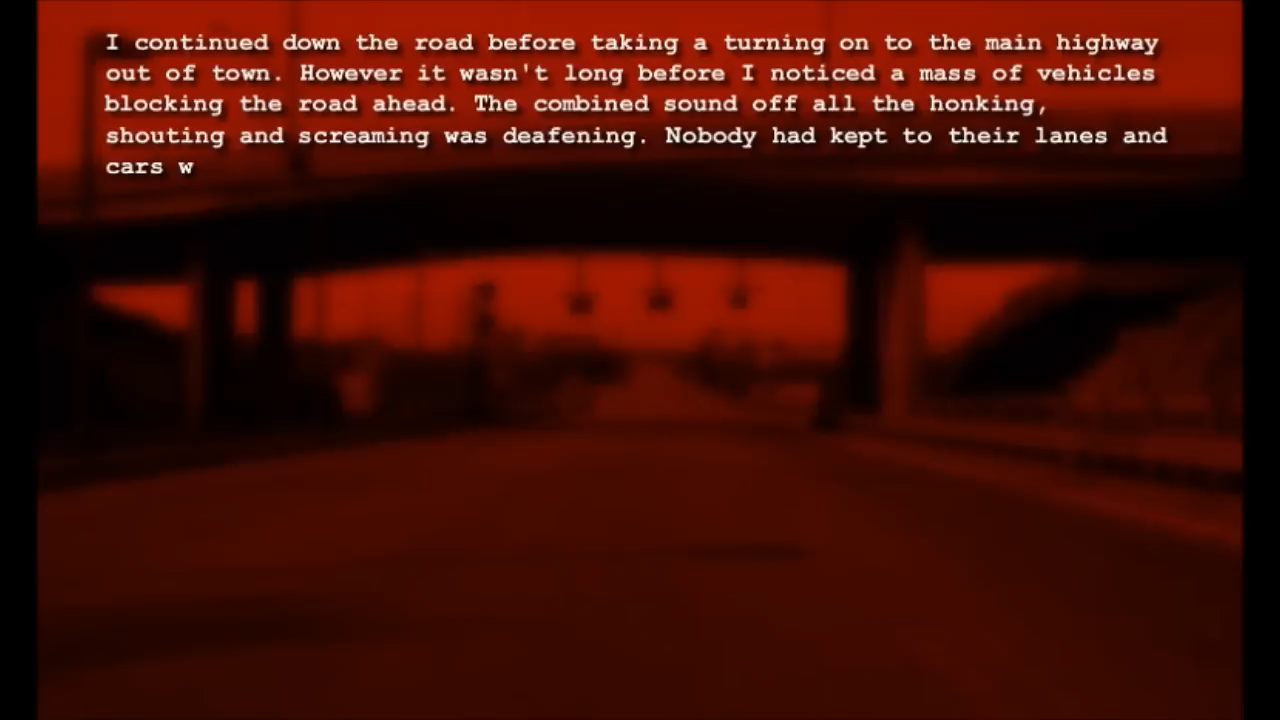 I continued down the road before taking a turning on to the main highway
out of town. However it wasn't long before I noticed a mass of vehicles
blocking the road ahead. The combined sound off all the honking,
shouting and screaming was deafening. Nobody had kept to their lanes and
cars w